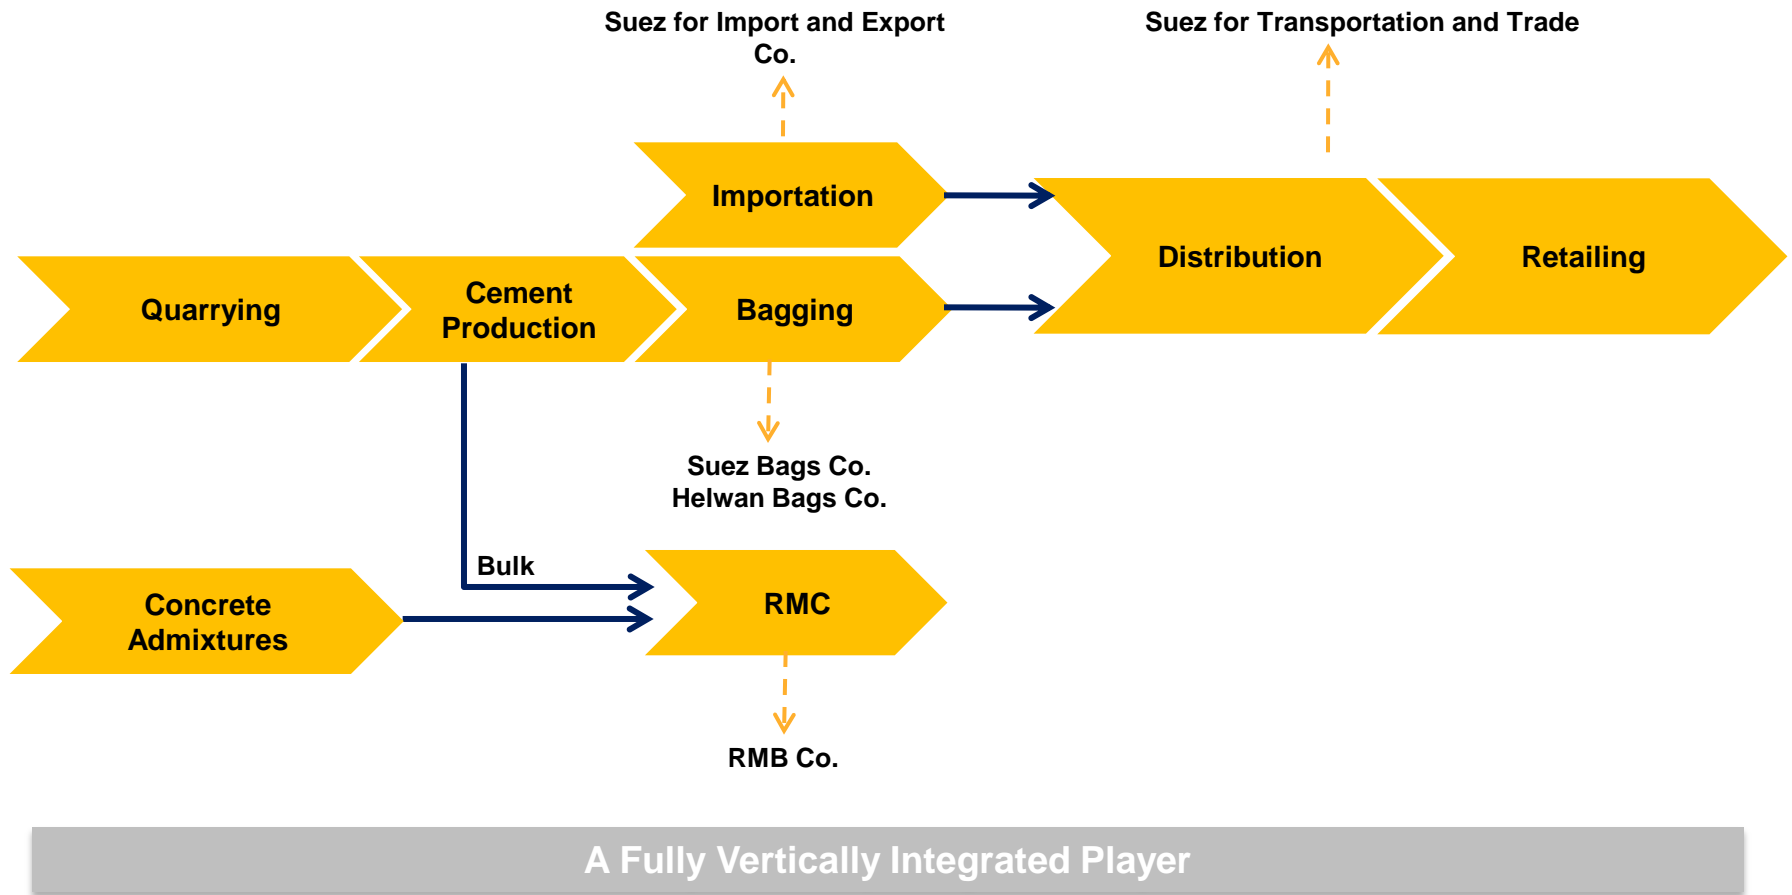 Suez for Import and Export
Co.
Suez for Transportation and Trade
Importation
Distribution
Retailing
Quarrying
Cement
Production
Bagging
Suez Bags Co.
Helwan Bags Co.
Bulk
Concrete
Admixtures
RMC
RMB Co.
A Fully Vertically Integrated Player